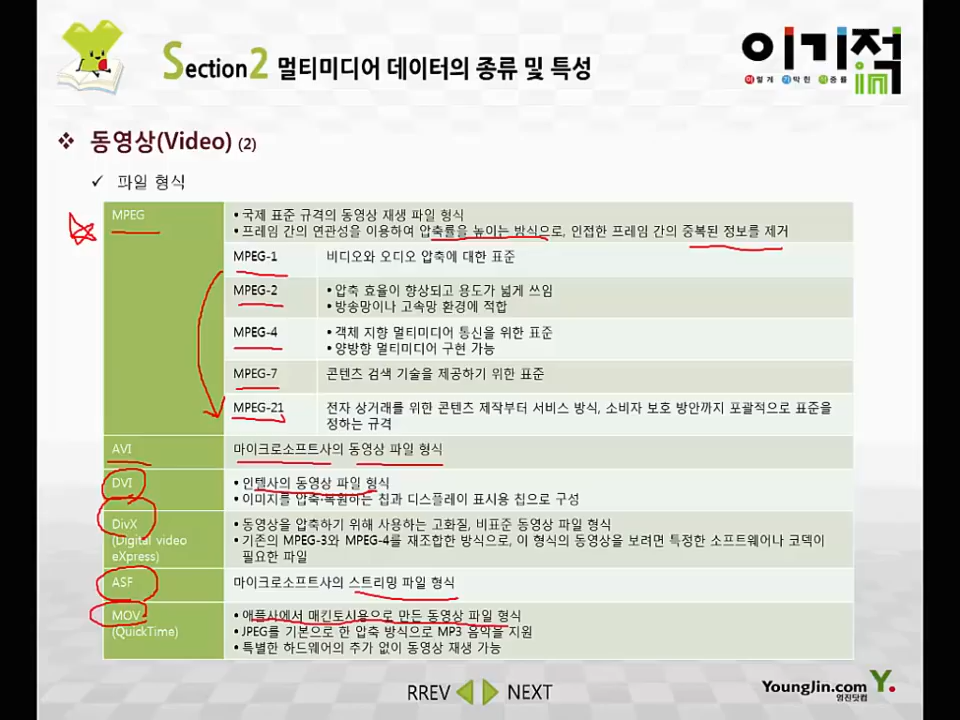 Section 2 멀티미디어 데이터의 종류 및 특성
이기적in
이렇게 기막힌 적중률
❖ 동영상(Video) (2)
✓ 파일 형식
MPEG
• 국제 표준 규격의 동영상 재생 파일 형식
• 프레임 간의 연관성을 이용하여 압축률을 높이는 방식으로, 인접한 프레임 간의 중복된 정보를 제거
MPEG-1
비디오와 오디오 압축에 대한 표준
MPEG-2
• 압축 효율이 향상되고 용도가 넓게 쓰임
• 방송망이나 고속망 환경에 적합
MPEG-4
• 객체 지향 멀티미디어 통신을 위한 표준
• 양방향 멀티미디어 구현 가능
MPEG-7
콘텐츠 검색 기술을 제공하기 위한 표준
MPEG-21
전자 상거래를 위한 콘텐츠 제작부터 서비스 방식, 소비자 보호 방안까지 포괄적으로 표준을
정하는 규격
AVI
마이크로소프트사의 동영상 파일 형식
DVI
• 인텔사의 동영상 파일 형식
• 이미지를 압축·복원하는 칩과 디스플레이 표시용 칩으로 구성
DivX
(Digital video
eXpress)
• 동영상을 압축하기 위해 사용하는 고화질, 비표준 동영상 파일 형식
• 기존의 MPEG-3와 MPEG-4를 재조합한 방식으로, 이 형식의 동영상을 보려면 특정한 소프트웨어나 코덱이
필요한 파일
ASF
마이크로소프트사의 스트리밍 파일 형식
MOV
(QuickTime)
• 애플사에서 매킨토시용으로 만든 동영상 파일 형식
• JPEG를 기본으로 한 압축 방식으로 MP3 음악을 지원
• 특별한 하드웨어의 추가 없이 동영상 재생 가능
RREV NEXT
YoungJin.com Y.
영진닷컴